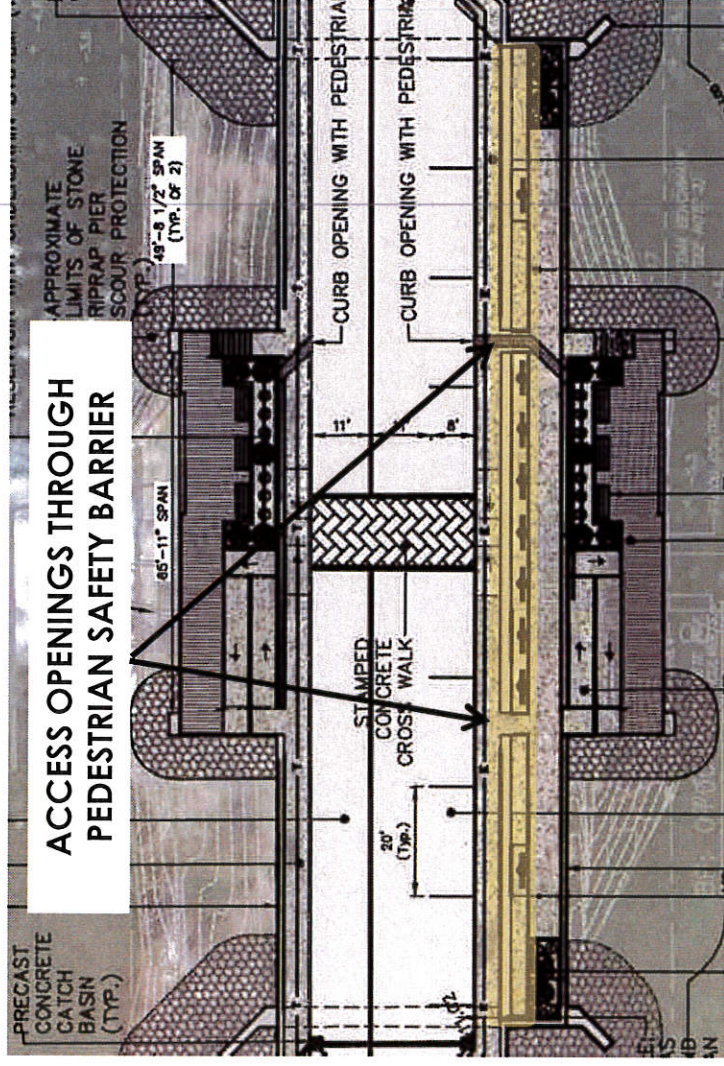 ACCESS OPENINGS THROUGH
PEDESTRIAN SAFETY BARRIER
APPROXIMATE
LIMITS OF STONE
RIPRAP PIER
SCOUR PROTECTION
(TYP.)
49'-8 1/2" SPAN
(TYP. OF 2)
65'-11" SPAN
PRECAST
CONCRETE
CATCH
BASIN
(TYP.)
CURB OPENING WITH PEDESTRIA
CURB OPENING WITH PEDESTRIA
11'
8'
STAMPED
CONCRETE
CROSS WALK
20'
(TYP.)